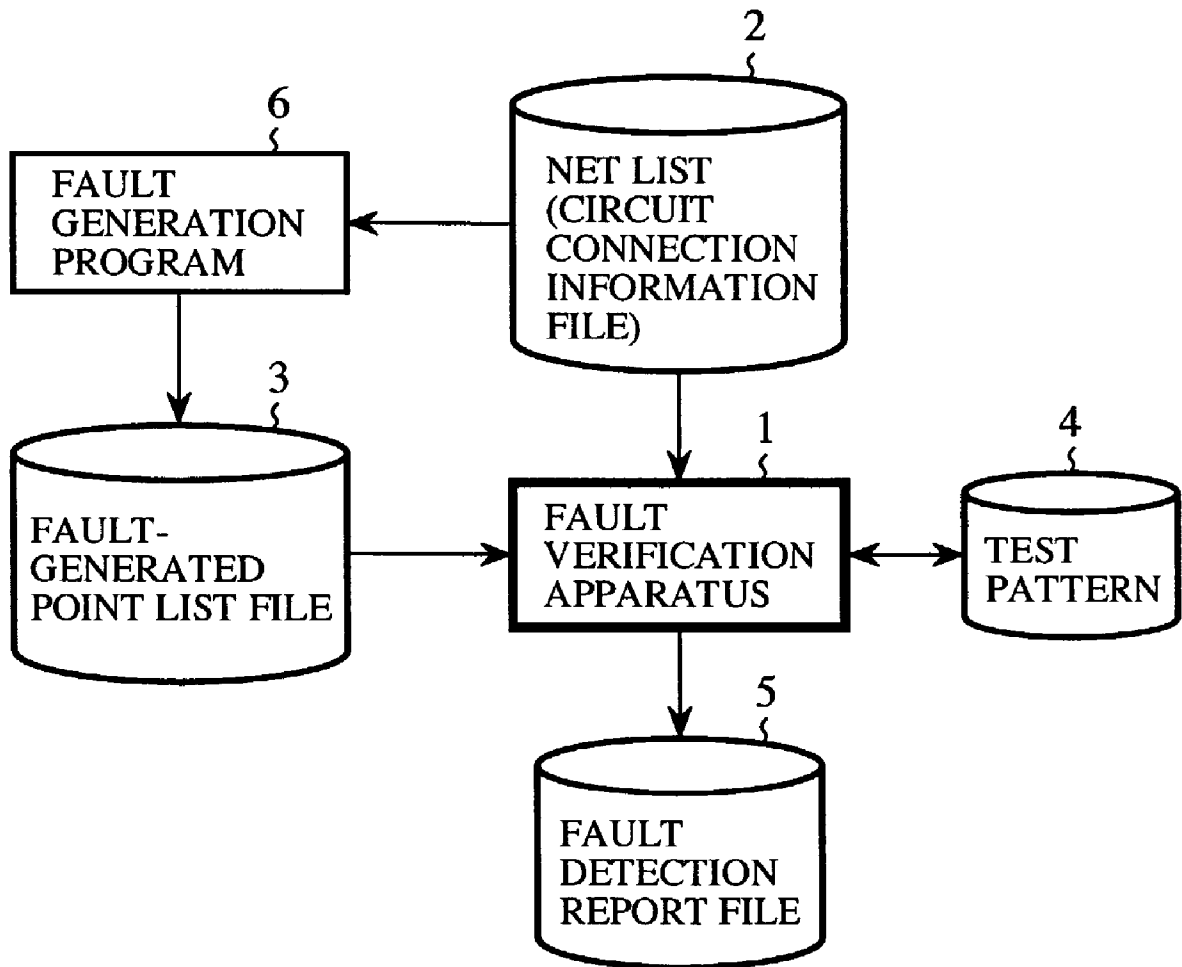 2
6
NET LIST
(CIRCUIT
CONNECTION
INFORMATION
FILE)
FAULT
GENERATION
PROGRAM
3
1
4
FAULT-
GENERATED
POINT LIST FILE
FAULT
VERIFICATION
APPARATUS
TEST
PATTERN
5
FAULT
DETECTION
REPORT FILE